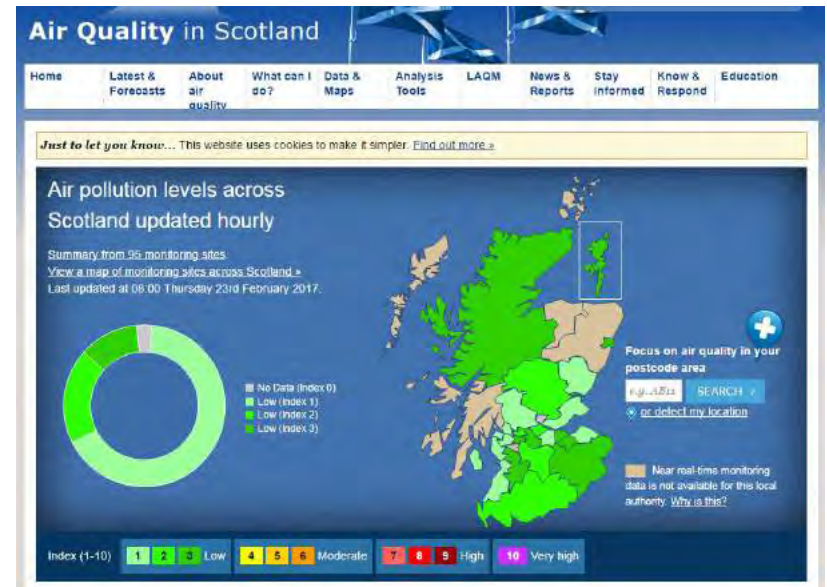 Air Quality in Scotland
Home
Latest &
Forecasts
About
air
quality
What can I
do?
Data &
Maps
Analysis
Tools
LAQM
News &
Reports
Stay
Informed
Know &
Respond
Education
Just to let you know... This website uses cookies to make it simpler. Find out more »
Air pollution levels across
Scotland updated hourly
Summary from 95 monitoring sites
View a map of monitoring sites across Scotland »
Last updated at 08:00 Thursday 23rd February 2017.
No Data (Index 0)
Low (Index 1)
Low (Index 2)
Low (Index 3)
Focus on air quality in your
postcode area
e.g. AB12 SEARCH ›
or detect my location
Near real-time monitoring
data is not available for this local
authority. Why is this?
Index (1-10) 1 2 3 Low 4 5 6 Moderate 7 8 9 High 10 Very high